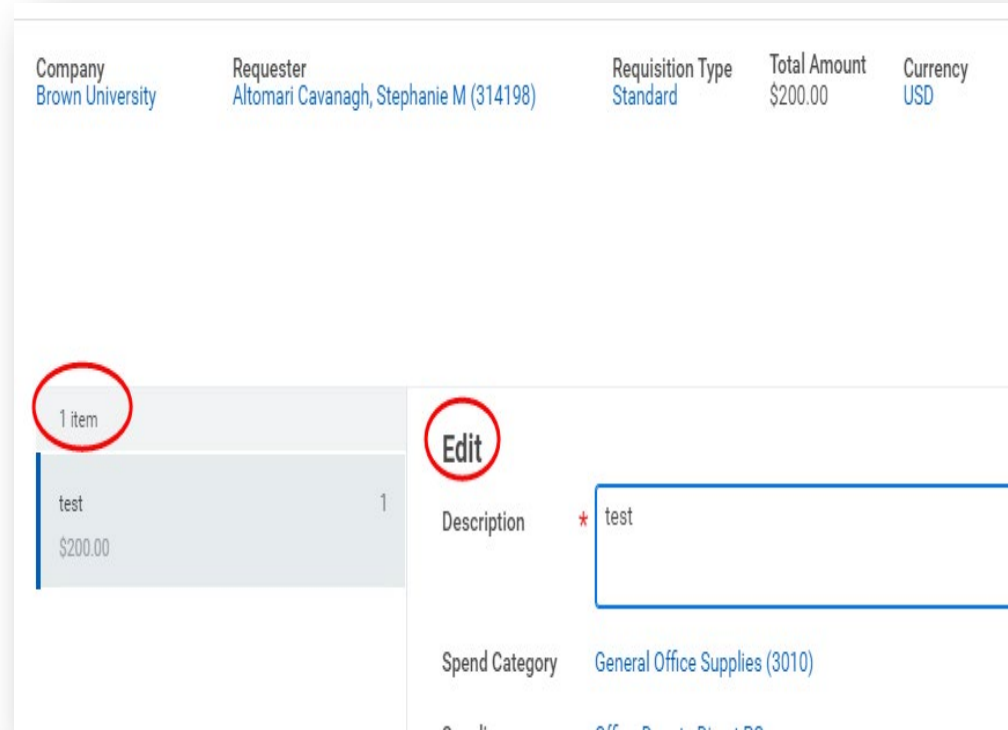 Company Requester Requisition Type Total Amount Currency
Brown University Altomari Cavanagh, Stephanie M (314198) Standard $200.00 USD
1 item
test 1
$200.00
Edit
Description * test
Spend Category General Office Supplies (3010)